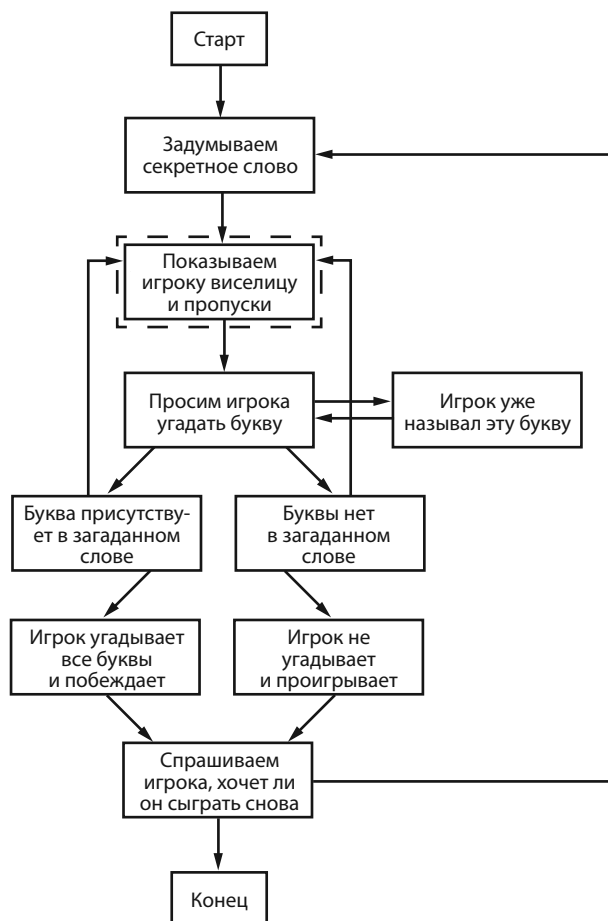 Старт
Задумываем
секретное слово
Показываем
игроку виселицу
и пропуски
Просим игрока
угадать букву
Игрок уже
называл эту букву
Буква присутству-
ет в загаданном
слове
Буквы нет
в загаданном
слове
Игрок угадывает
все буквы
и побеждает
Игрок не
угадывает
и проигрывает
Спрашиваем
игрока, хочет ли
он сыграть снова
Конец